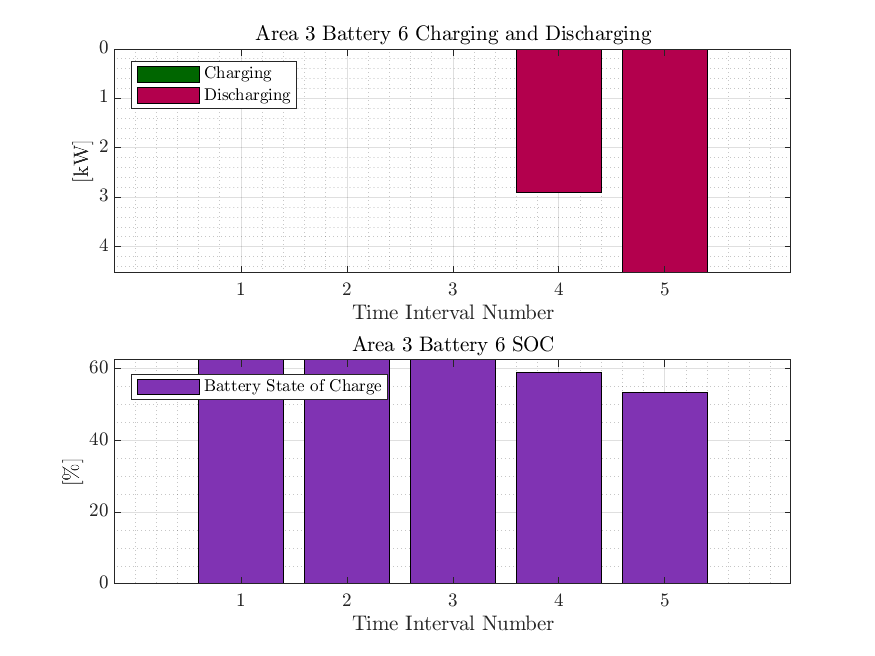 Area 3 Battery 6 Charging and Discharging
0
1
2
3
4
[kW]
Charging
Discharging
1 2 3 4 5
Time Interval Number
Area 3 Battery 6 SOC
60
40
20
0
[%]
Battery State of Charge
1 2 3 4 5
Time Interval Number